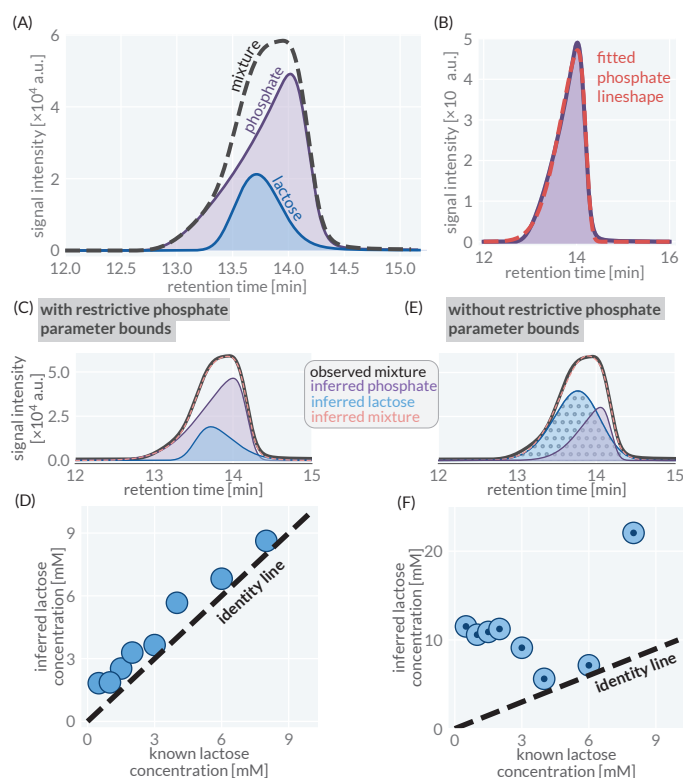 (A)
signal intensity [×10⁴ a.u.]
6
4
2
0
mixture
phosphate
lactose
12.0 12.5 13.0 13.5 14.0 14.5 15.0
retention time [min]
(B)
signal intensity [×10 a.u.]
5
4
3
2
1
0
fitted
phosphate
lineshape
12 14 16
retention time [min]
(C) with restrictive phosphate
parameter bounds
signal intensity
[×10⁴ a.u.]
5.0
2.5
0.0
12 13 14 15
retention time [min]
observed mixture
inferred phosphate
inferred lactose
inferred mixture
(E) without restrictive phosphate
parameter bounds
12 13 14 15
retention time [min]
(D)
inferred lactose
concentration [mM]
9
6
3
0
identity line
0 3 6 9
known lactose
concentration [mM]
(F)
inferred lactose
concentration [mM]
20
10
0
identity line
0 3 6 9
known lactose
concentration [mM]